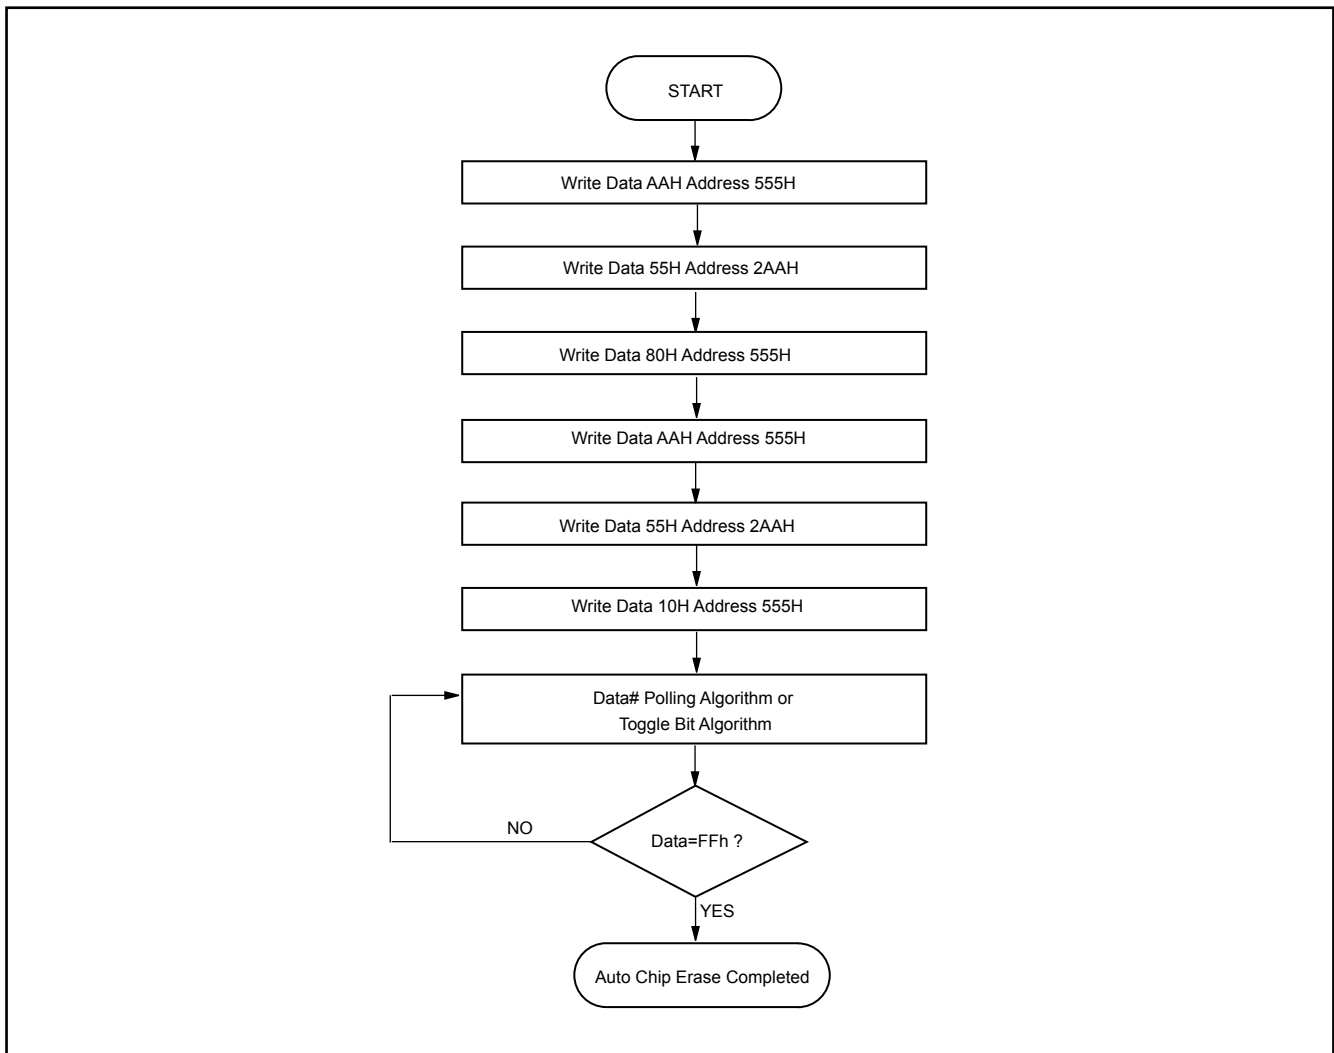 START
Write Data AAH Address 555H
Write Data 55H Address 2AAH
Write Data 80H Address 555H
Write Data AAH Address 555H
Write Data 55H Address 2AAH
Write Data 10H Address 555H
Data# Polling Algorithm or
Toggle Bit Algorithm
NO
Data=FFh ?
YES
Auto Chip Erase Completed